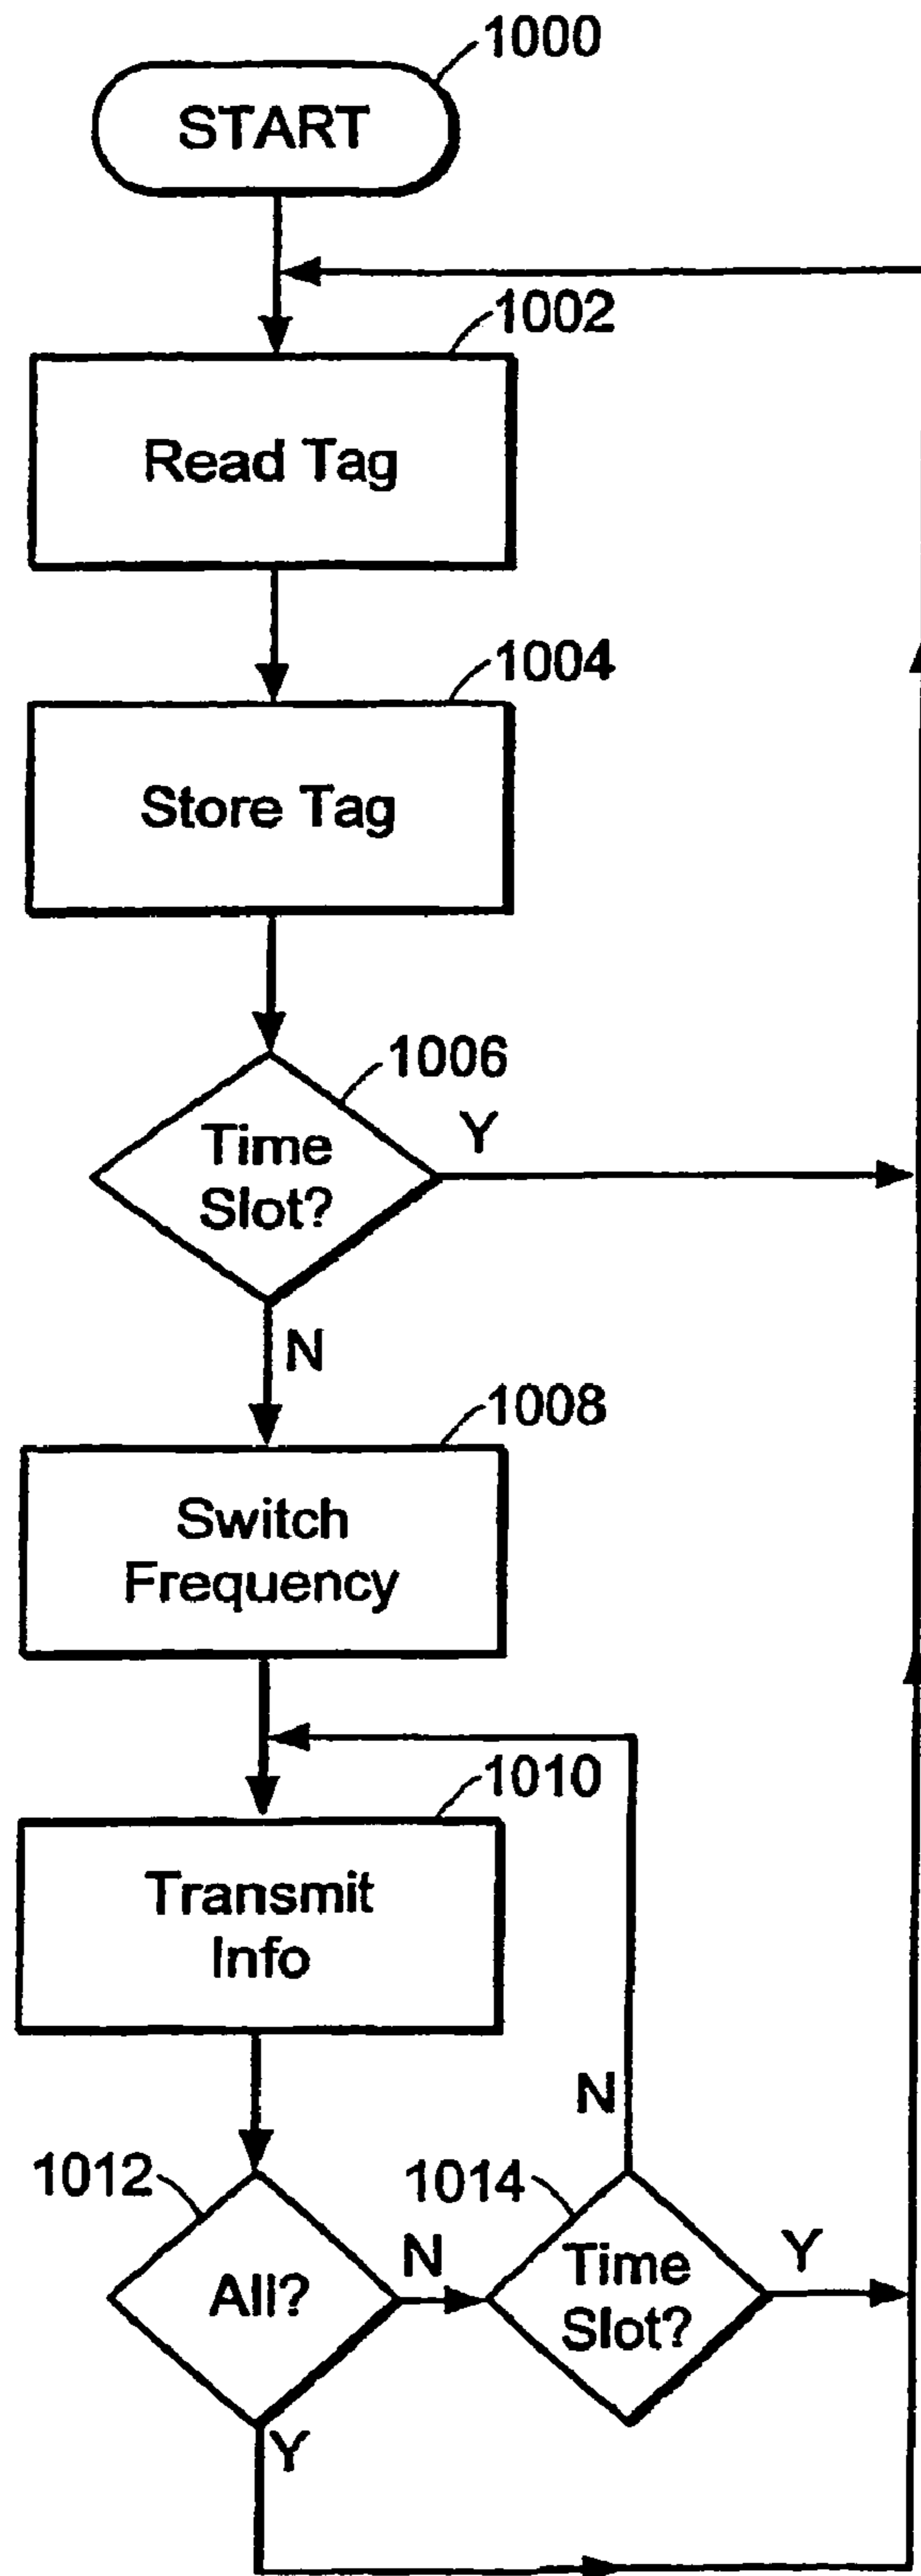 1000
START
1002
Read Tag
1004
Store Tag
1006
Time
Slot?
Y
N
1008
Switch
Frequency
1010
Transmit
Info
N
1012
All?
N
1014
Time
Slot?
Y
Y